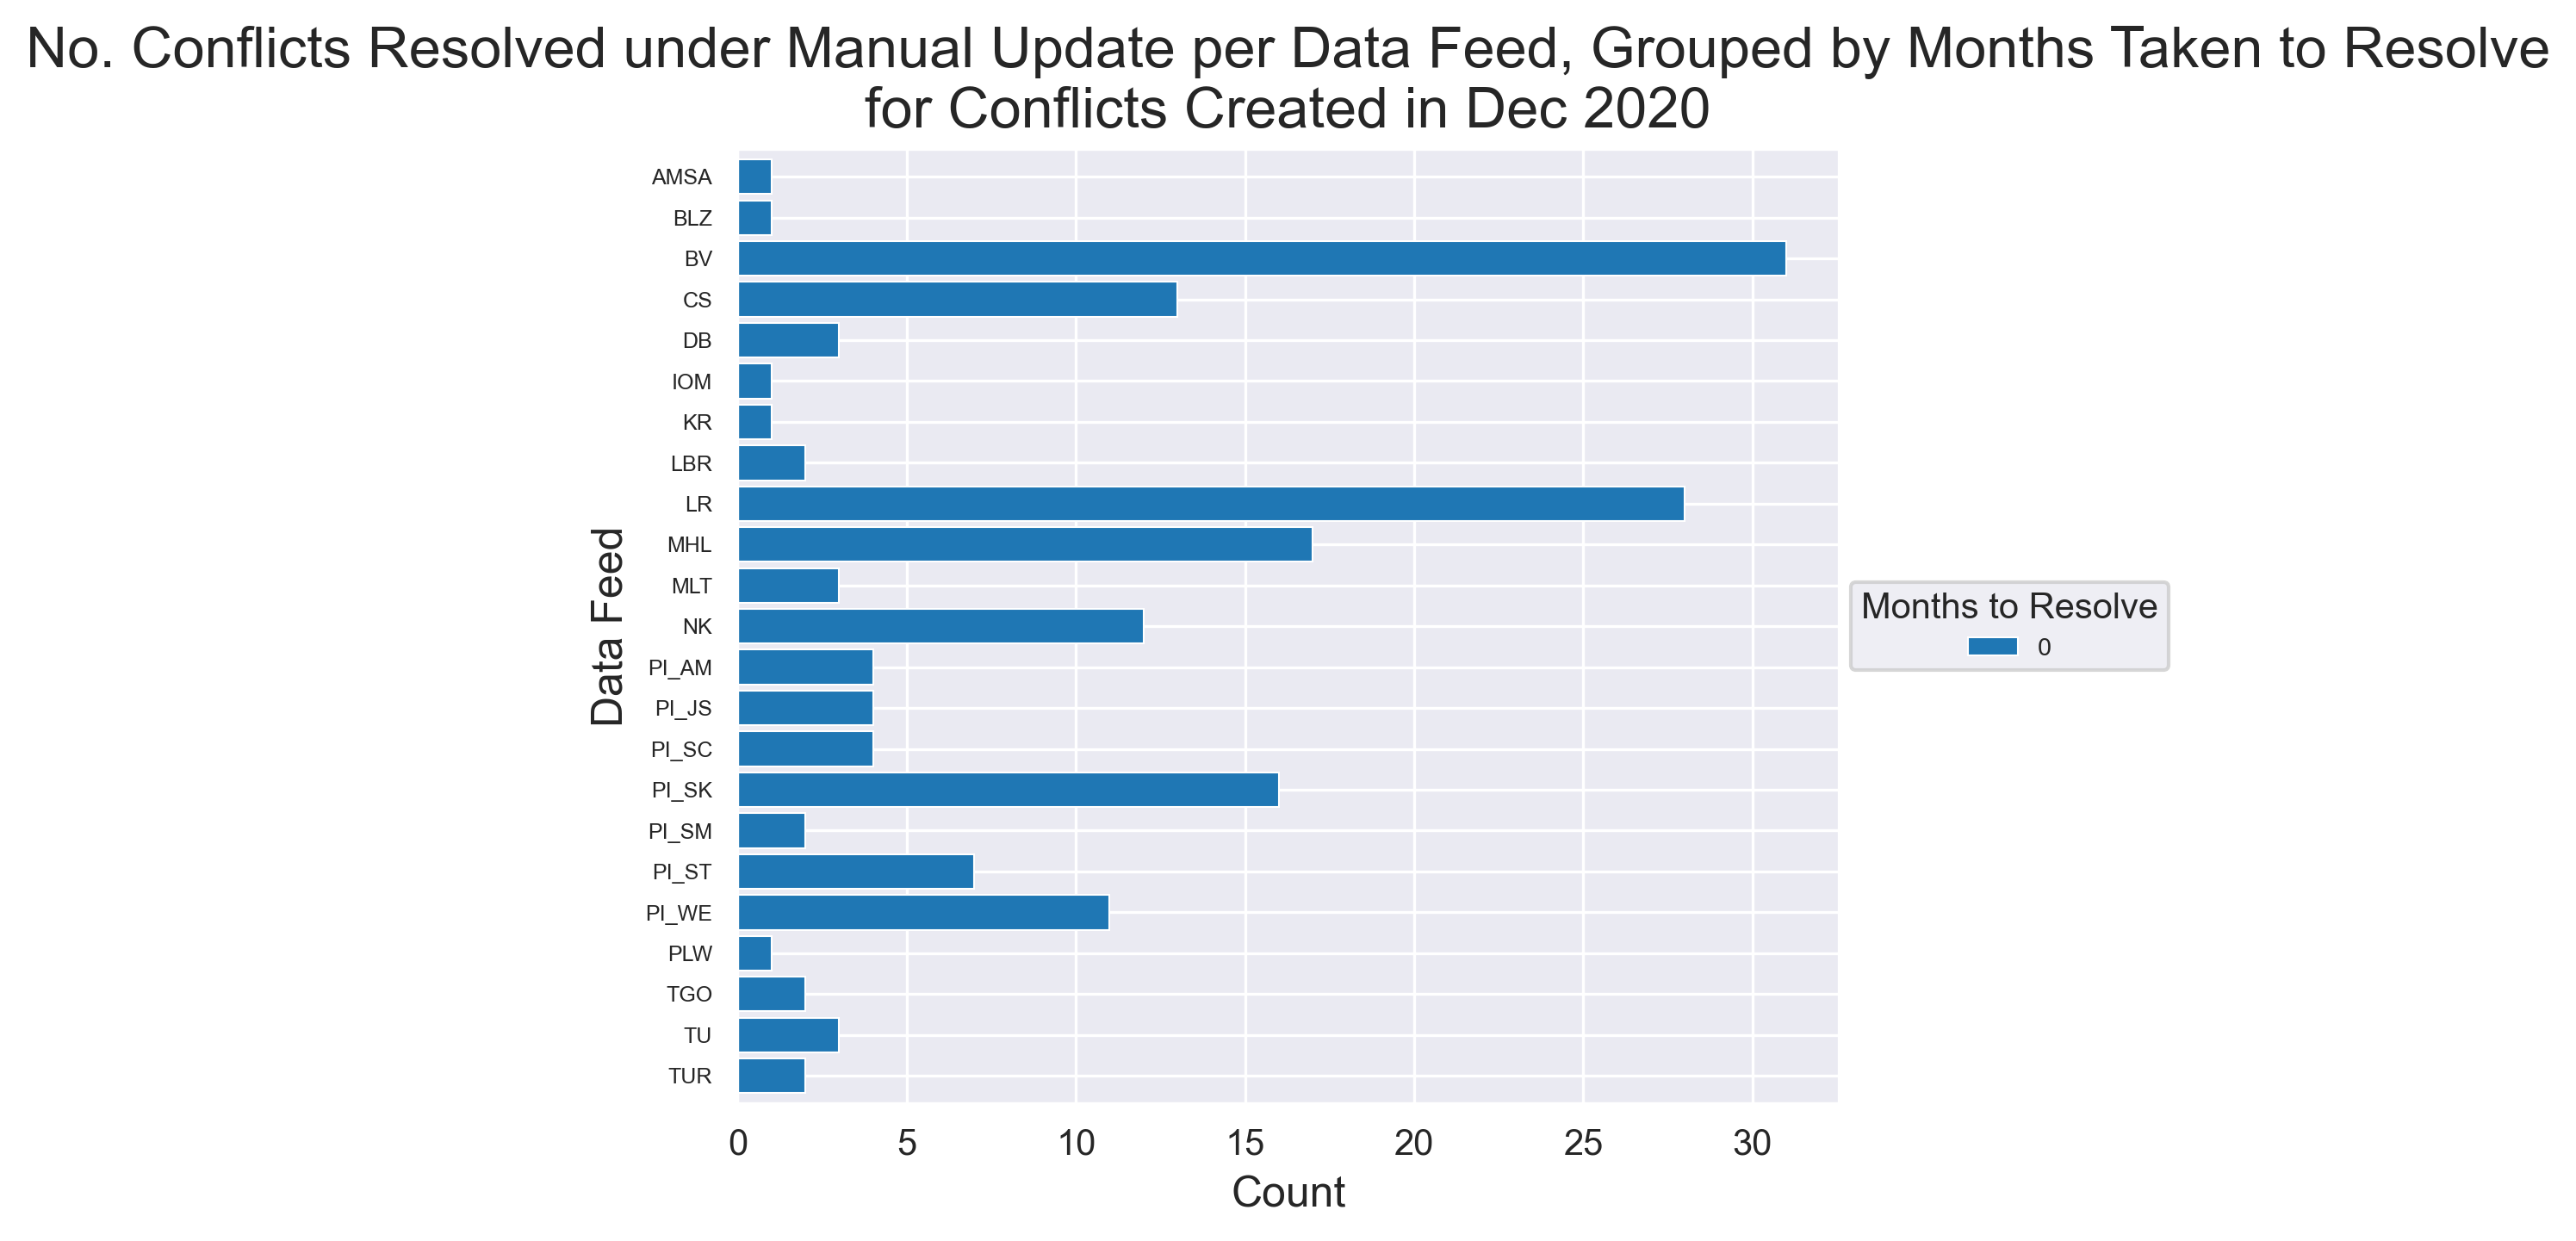 No. Conflicts Resolved under Manual Update per Data Feed, Grouped by Months Taken to Resolve
for Conflicts Created in Dec 2020
AMSA
BLZ
BV
CS
DB
IOM
KR
LBR
LR
MHL
MLT
NK
PI_AM
PI_JS
PI_SC
PI_SK
PI_SM
PI_ST
PI_WE
PLW
TGO
TU
TUR
Data Feed
0 5 10 15 20 25 30
Count
Months to Resolve
0